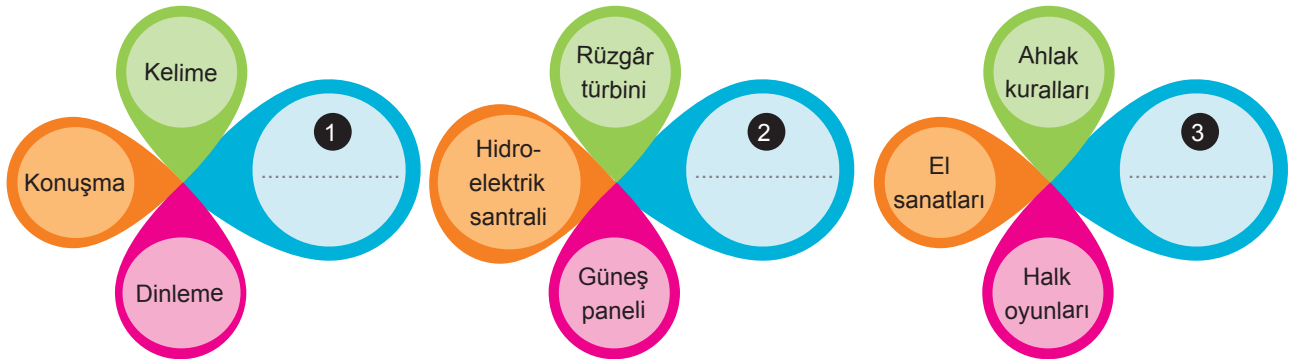 Kelime
Konuşma
Dinleme
1
........................
Rüzgâr
türbini
Hidro-
elektrik
santrali
Güneş
paneli
2
........................
Ahlak
kuralları
El
sanatları
Halk
oyunları
3
........................